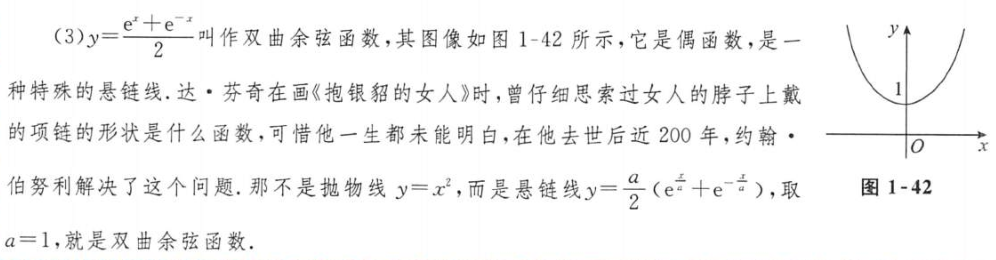 (3)y=\frac{e^x+e^{-x}}{2}叫作双曲余弦函数,其图像如图 1-42 所示,它是偶函数,是一
种特殊的悬链线.达·芬奇在画《抱银貂的女人》时,曾仔细思索过女人的脖子上戴
的项链的形状是什么函数,可惜他一生都未能明白,在他去世后近 200 年,约翰·
伯努利解决了这个问题.那不是抛物线 y=x²,而是悬链线y=\frac{a}{2}(e^{\frac{x}{a}}+e^{-\frac{x}{a}}),取
a=1,就是双曲余弦函数.
y
1
O
x
图 1-42